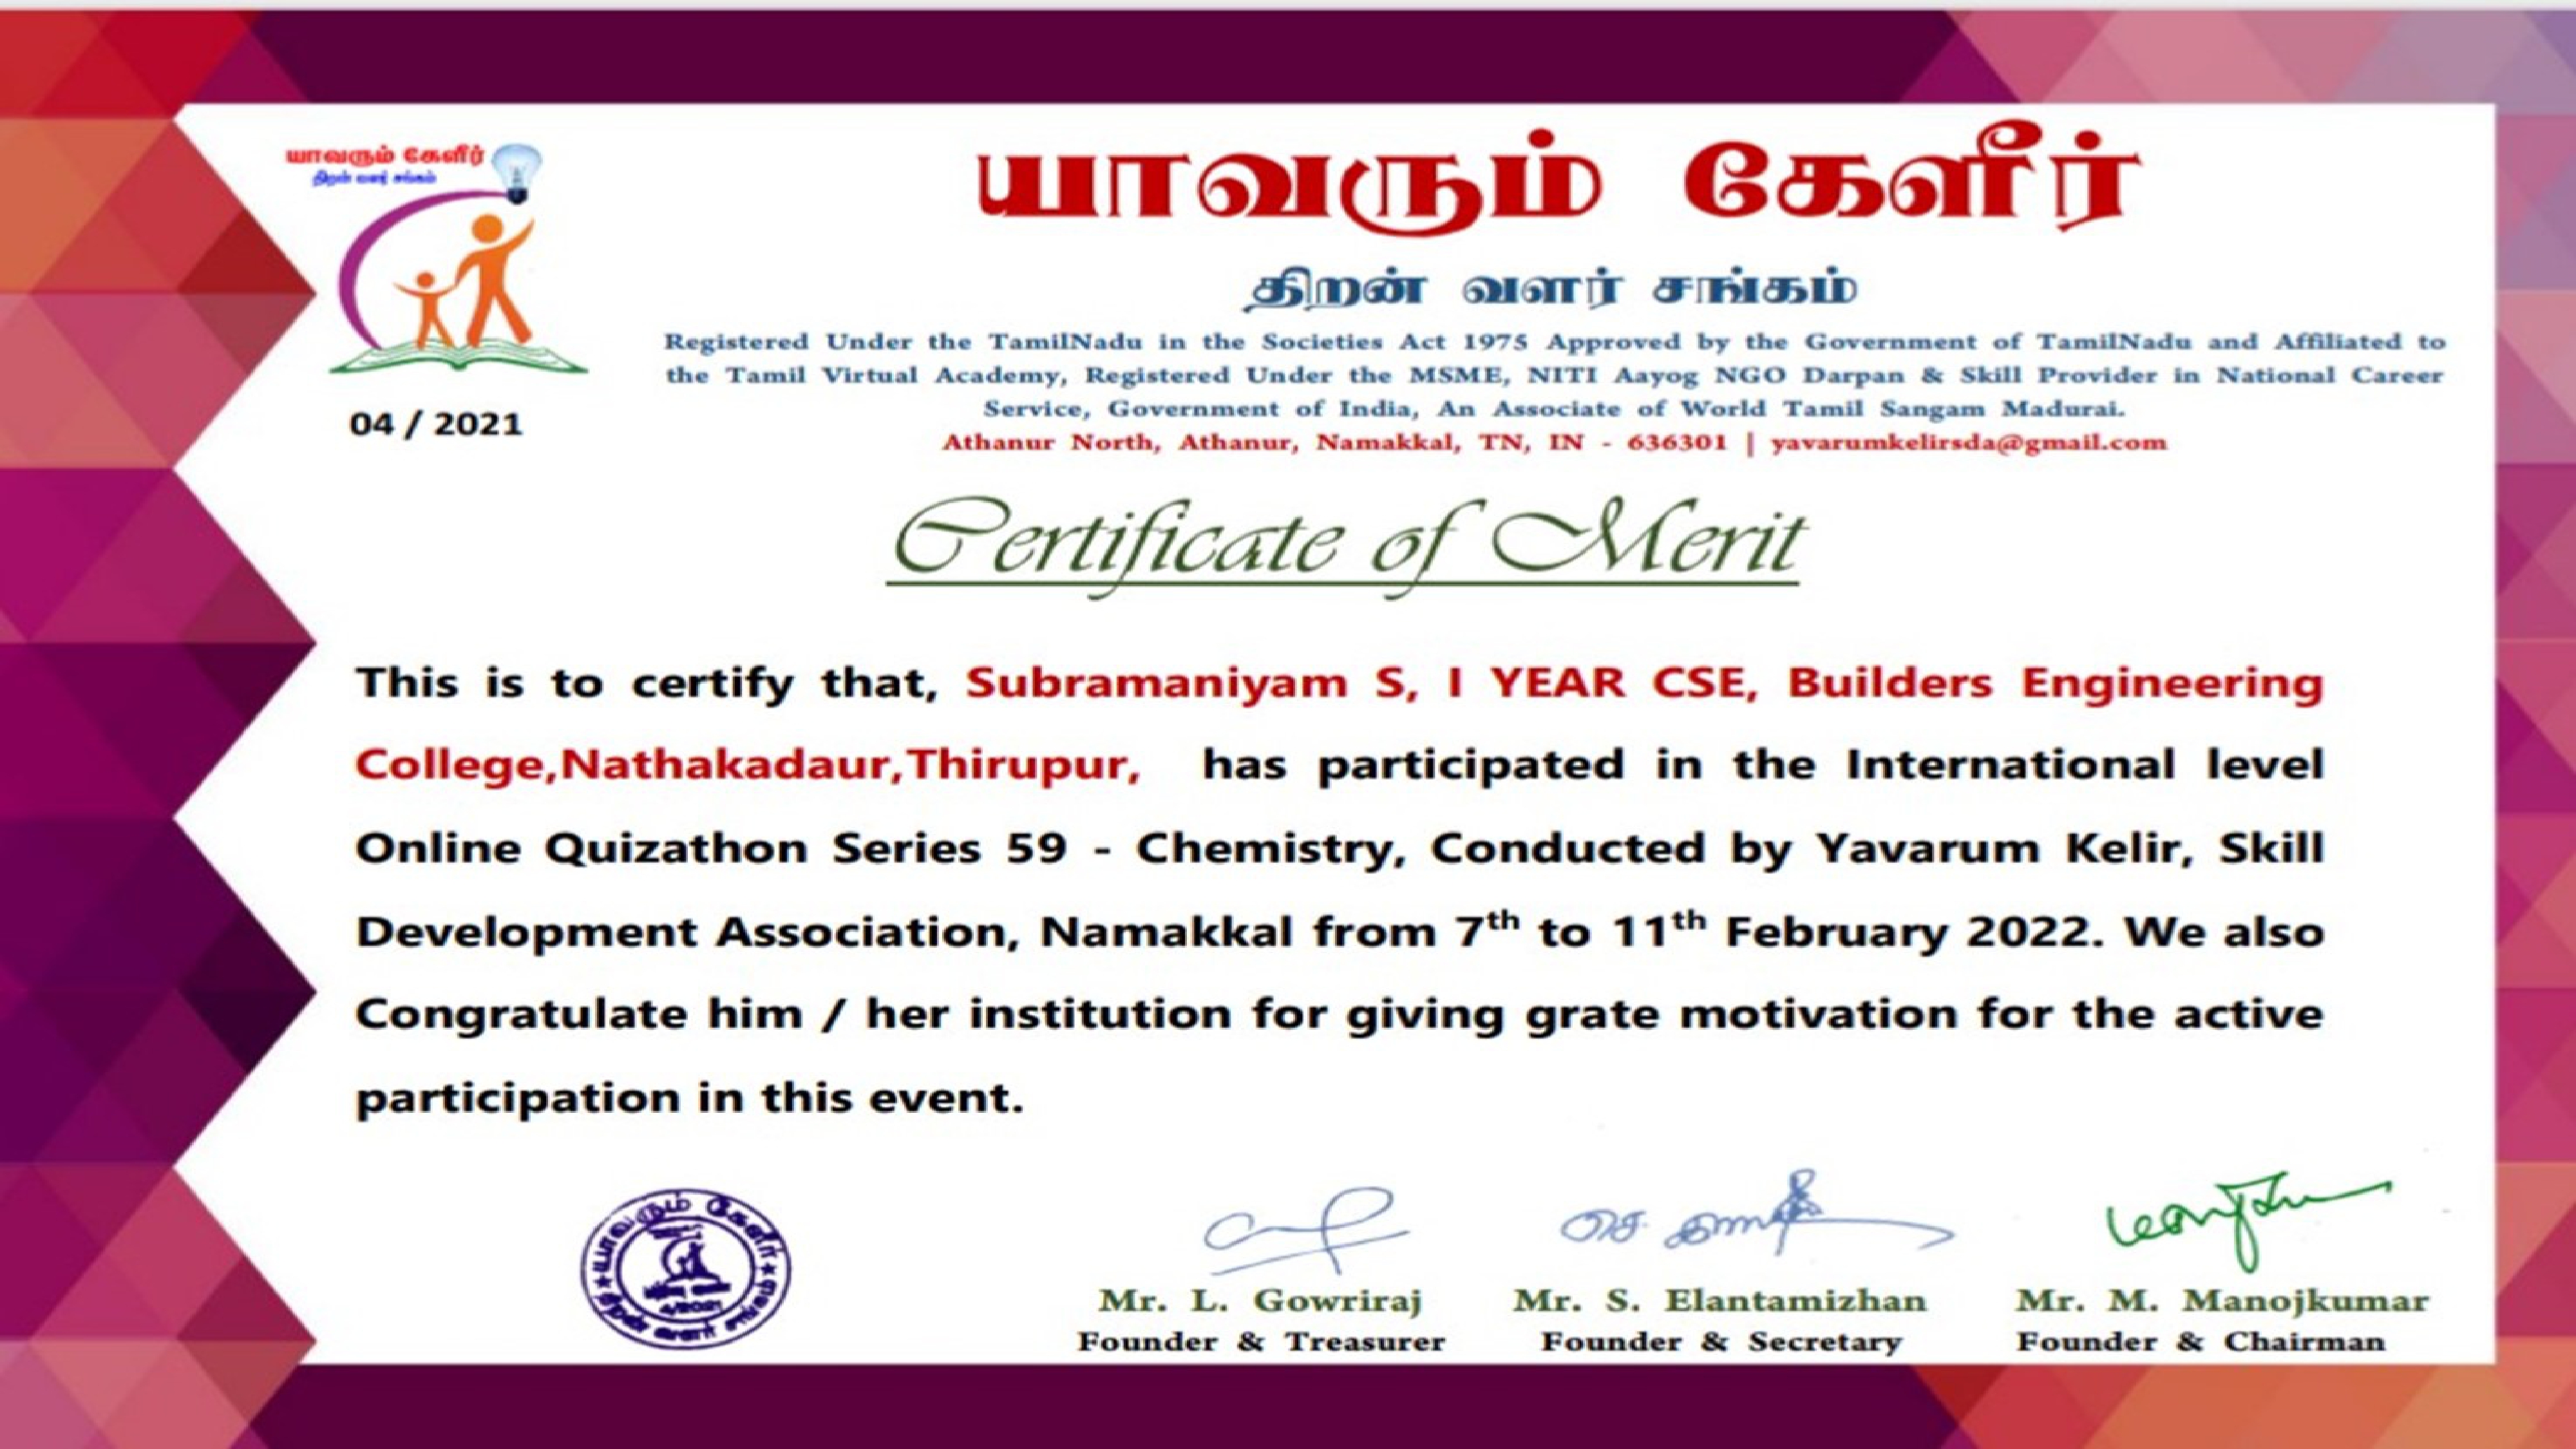 யாவரும் கேளீர்
திறன் வளர் சங்கம்
04 / 2021
யாவரும் கேளீர்
திறன் வளர் சங்கம்
Registered Under the TamilNadu in the Societies Act 1975 Approved by the Government of TamilNadu and Affiliated to
the Tamil Virtual Academy, Registered Under the MSME, NITI Aayog NGO Darpan & Skill Provider in National Career
Service, Government of India, An Associate of World Tamil Sangam Madurai.
Athanur North, Athanur, Namakkal, TN, IN - 636301 | yavarumkelirsda@gmail.com
Certificate of Merit
This is to certify that, Subramaniyam S, I YEAR CSE, Builders Engineering
College,Nathakadaur,Thirupur, has participated in the International level
Online Quizathon Series 59 - Chemistry, Conducted by Yavarum Kelir, Skill
Development Association, Namakkal from 7th to 11th February 2022. We also
Congratulate him / her institution for giving grate motivation for the active
participation in this event.
யாவரும் கேளீர்
4/2021
திறன் வளர் சங்கம்
Mr. L. Gowriraj Mr. S. Elantamizhan Mr. M. Manojkumar
Founder & Treasurer Founder & Secretary Founder & Chairman